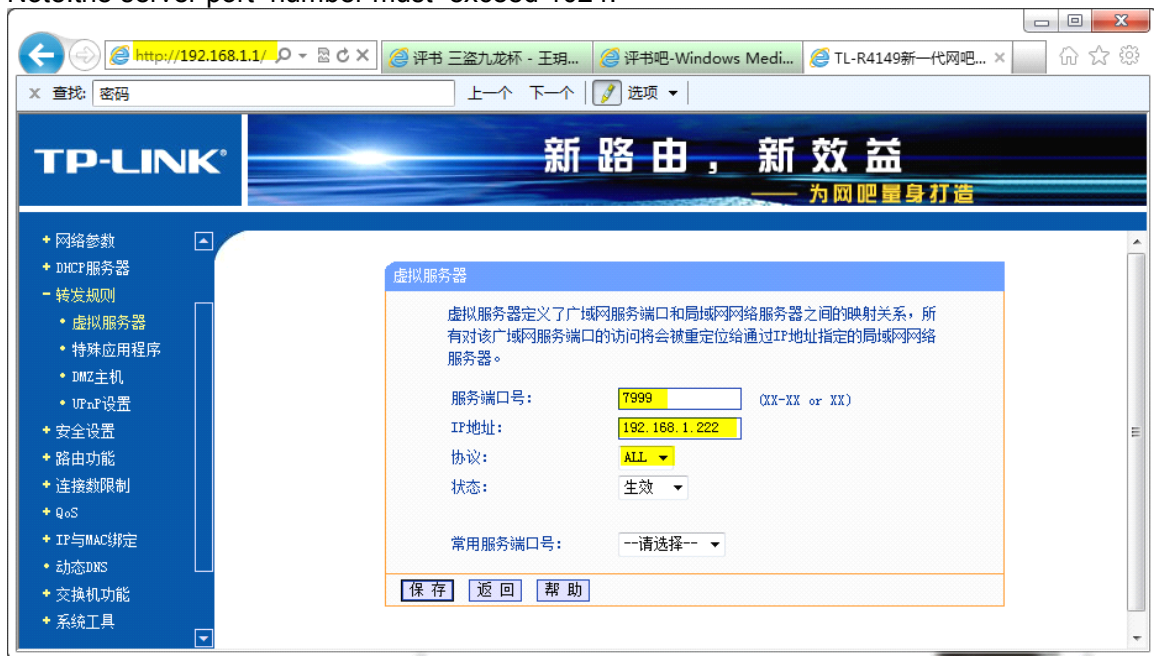 Note:the server port number must exceed 1024.
http://192.168.1.1/
评书 三盗九龙杯 - 王玥...
评书吧-Windows Medi...
TL-R4149新一代网吧...
查找: 密码
上一个 下一个
选项
TP-LINK®
新路由，新效益
—— 为网吧量身打造
+ 网络参数
+ DHCP服务器
- 转发规则
• 虚拟服务器
• 特殊应用程序
• DMZ主机
• UPnP设置
+ 安全设置
+ 路由功能
+ 连接数限制
+ QoS
+ IP与MAC绑定
• 动态DNS
+ 交换机功能
+ 系统工具
虚拟服务器
虚拟服务器定义了广域网服务端口和局域网网络服务器之间的映射关系，所
有对该广域网服务端口的访问将会被重定位给通过IP地址指定的局域网网络
服务器。
服务端口号： 7999 (XX-XX or XX)
IP地址： 192.168.1.222
协议： ALL
状态： 生效
常用服务端口号： --请选择--
保 存 返 回 帮 助